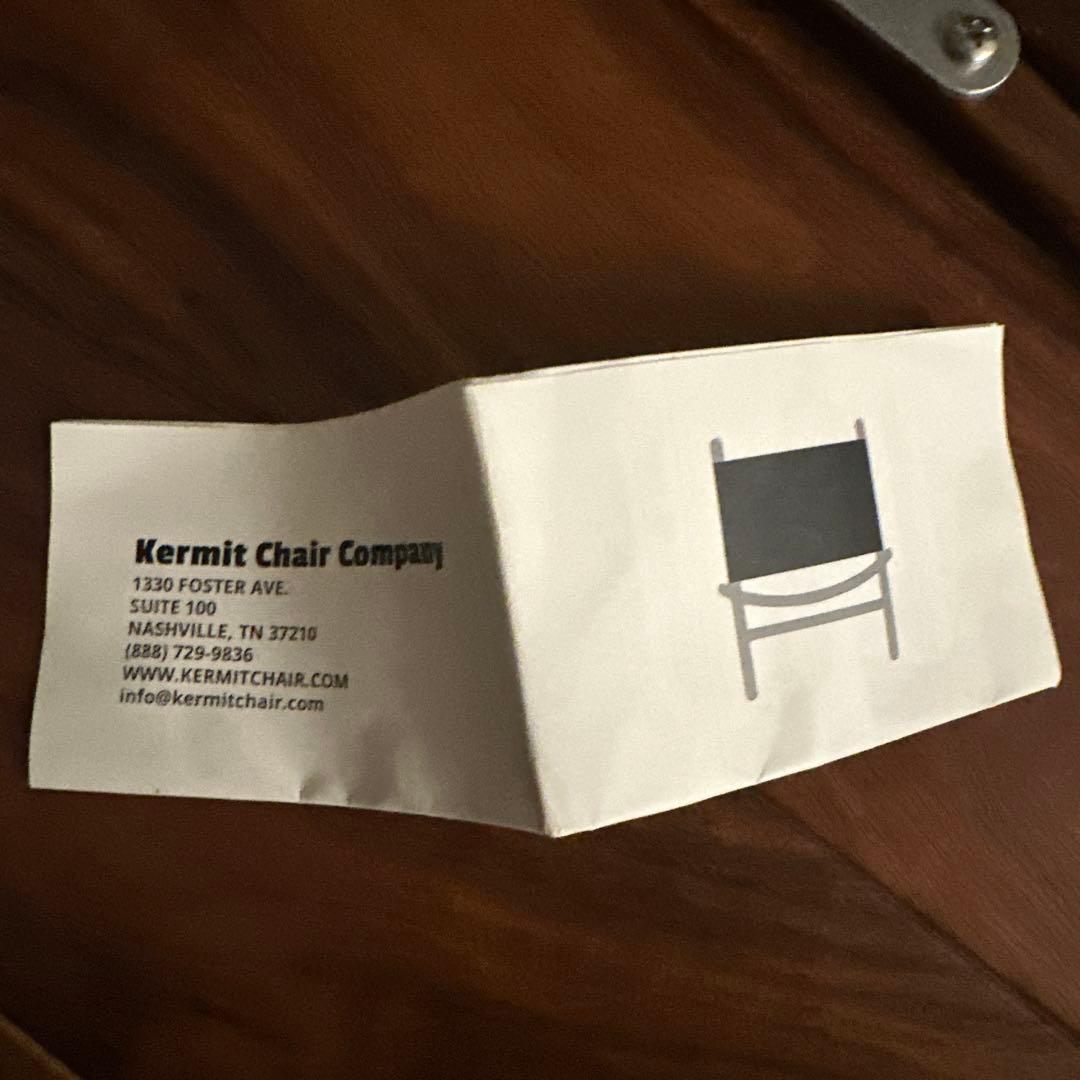 Kermit Chair Company
1330 FOSTER AVE.
SUITE 100
NASHVILLE, TN 37210
(888) 729-9836
WWW.KERMITCHAIR.COM
info@kermitchair.com